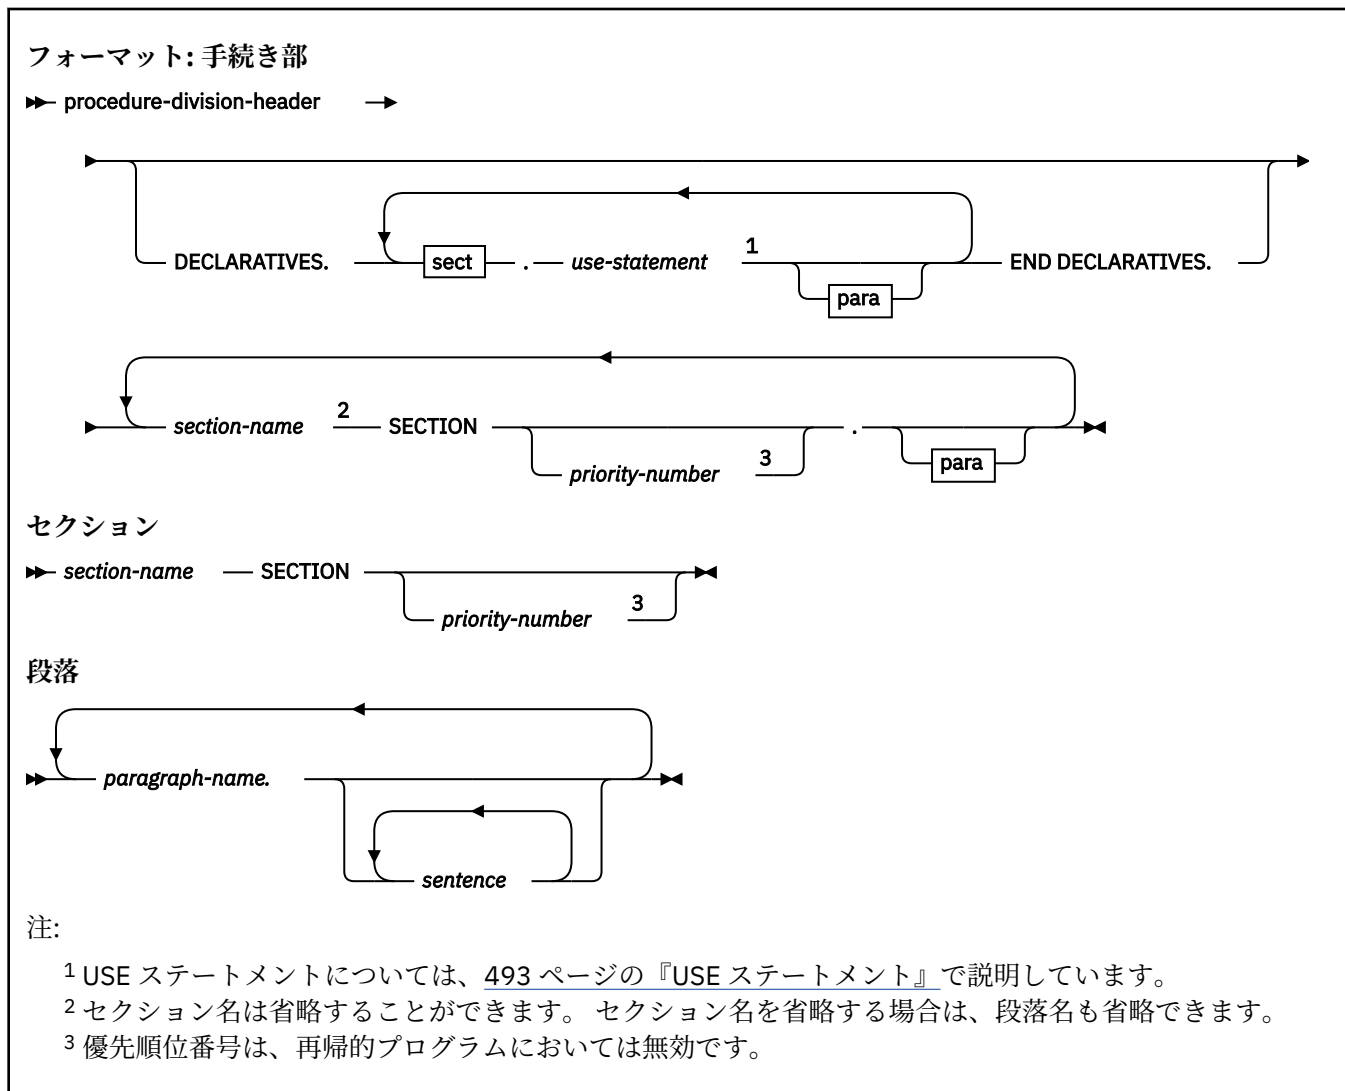 フォーマット: 手続き部
procedure-division-header
DECLARATIVES. sect . use-statement 1 para END DECLARATIVES.
section-name 2 SECTION priority-number 3 . para
セクション
section-name SECTION priority-number 3
段落
paragraph-name.
sentence
注:
1 USE ステートメントについては、493 ページの『USE ステートメント』で説明しています。
2 セクション名は省略することができます。 セクション名を省略する場合は、段落名も省略できます。
3 優先順位番号は、再帰的プログラムにおいては無効です。